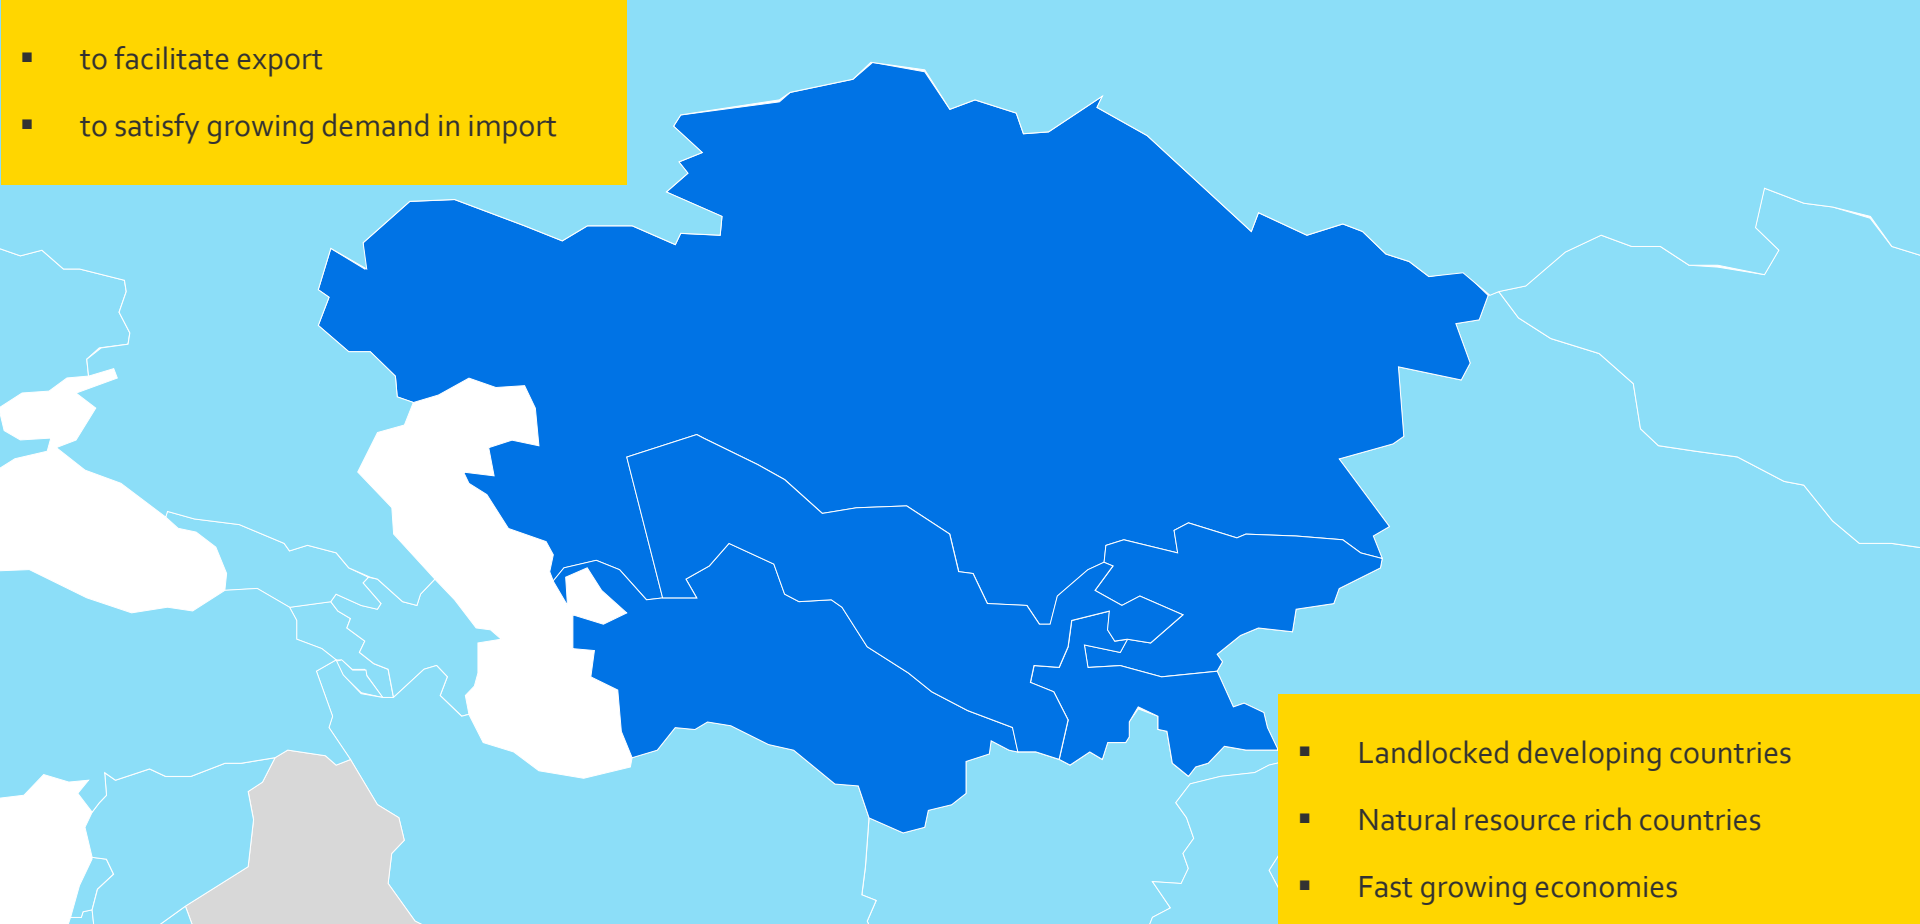 ▪ to facilitate export
▪ to satisfy growing demand in import
▪ Landlocked developing countries
▪ Natural resource rich countries
▪ Fast growing economies